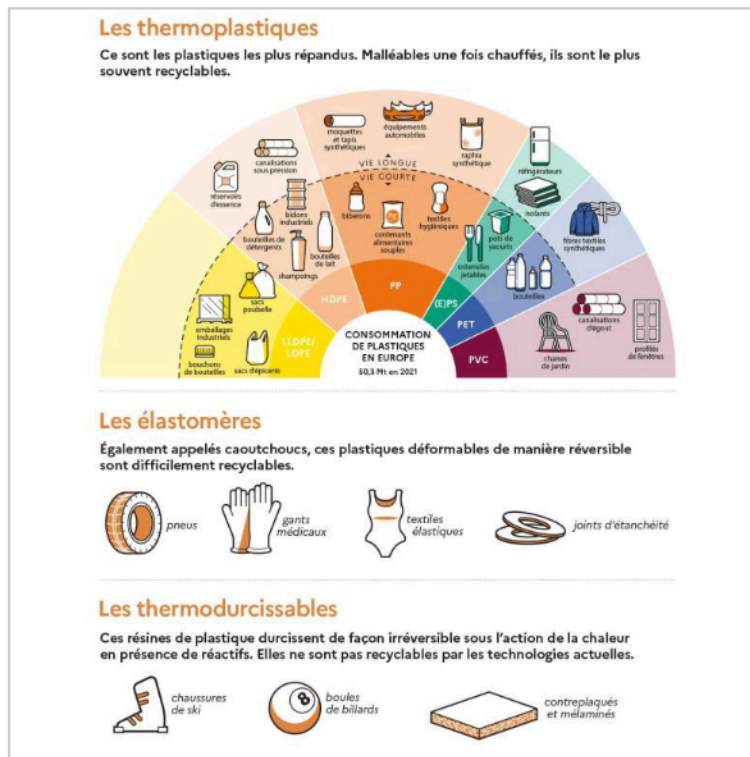 Les thermoplastiques
Ce sont les plastiques les plus répandus. Malléables une fois chauffés, ils sont le plus
souvent recyclables.
moquettes
et tapis
synthétiques
équipements
automobiles
raphia
synthétique
canalisations
sous pression
réservoirs
d'essence
VIE LONGUE
VIE COURTE
réfrigérateurs
isolants
bidons
industriels
bouteilles de
détergents
shampoings
bouteilles
de lait
biberons
contenants
alimentaires
souples
textiles
hygiéniques
ustensiles
jetables
pots de
yaourts
fibres textiles
synthétiques
bouteilles
sacs
poubelle
emballages
industriels
bouchons
de bouteilles
sacs d'épicerie
LLDPE/
LDPE
HDPE
PP
(E)PS
PET
PVC
CONSOMMATION
DE PLASTIQUES
EN EUROPE
50,3 Mt en 2021
chaises
de jardin
canalisations
d'égout
profilés
de fenêtres
Les élastomères
Également appelés caoutchoucs, ces plastiques déformables de manière réversible
sont difficilement recyclables.
pneus
gants
médicaux
textiles
élastiques
joints d'étanchéité
Les thermodurcissables
Ces résines de plastique durcissent de façon irréversible sous l'action de la chaleur
en présence de réactifs. Elles ne sont pas recyclables par les technologies actuelles.
chaussures
de ski
8
boules
de billards
contreplaqués
et mélaminés